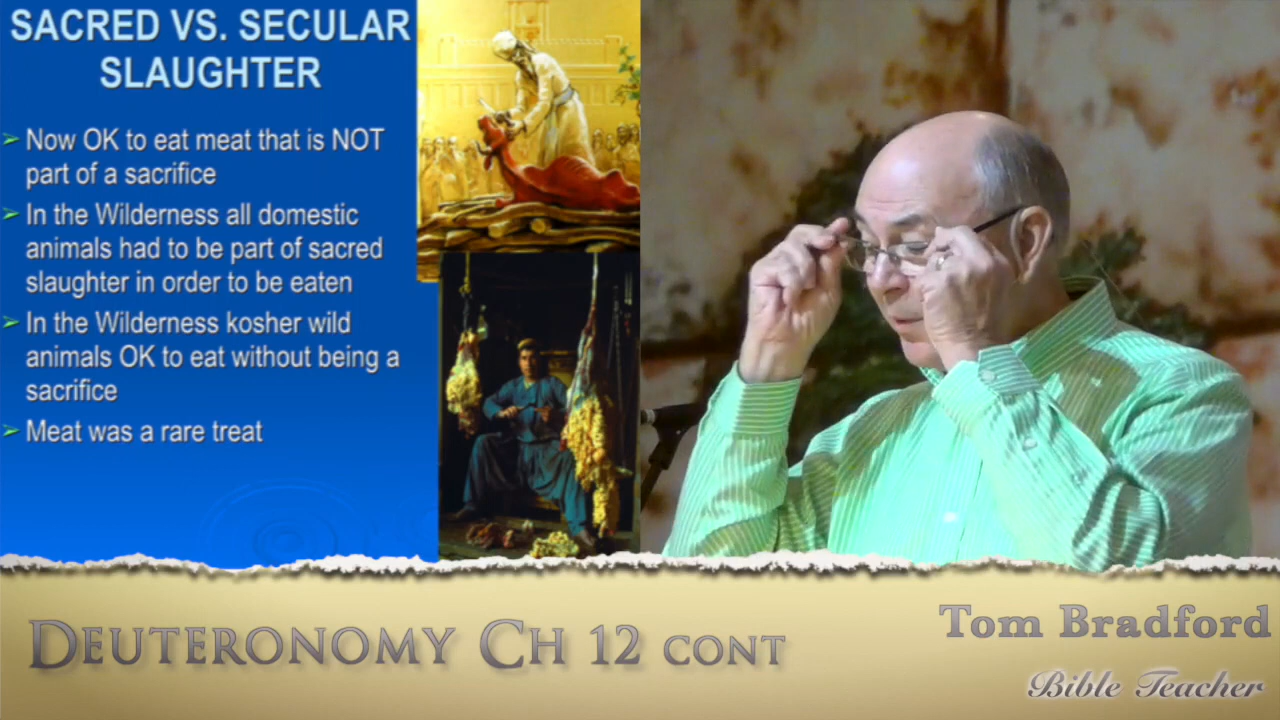 SACRED VS. SECULAR
SLAUGHTER
➢ Now OK to eat meat that is NOT
part of a sacrifice
➢ In the Wilderness all domestic
animals had to be part of sacred
slaughter in order to be eaten
➢ In the Wilderness kosher wild
animals OK to eat without being a
sacrifice
➢ Meat was a rare treat
DEUTERONOMY CH 12 CONT
Tom Bradford
Bible Teacher